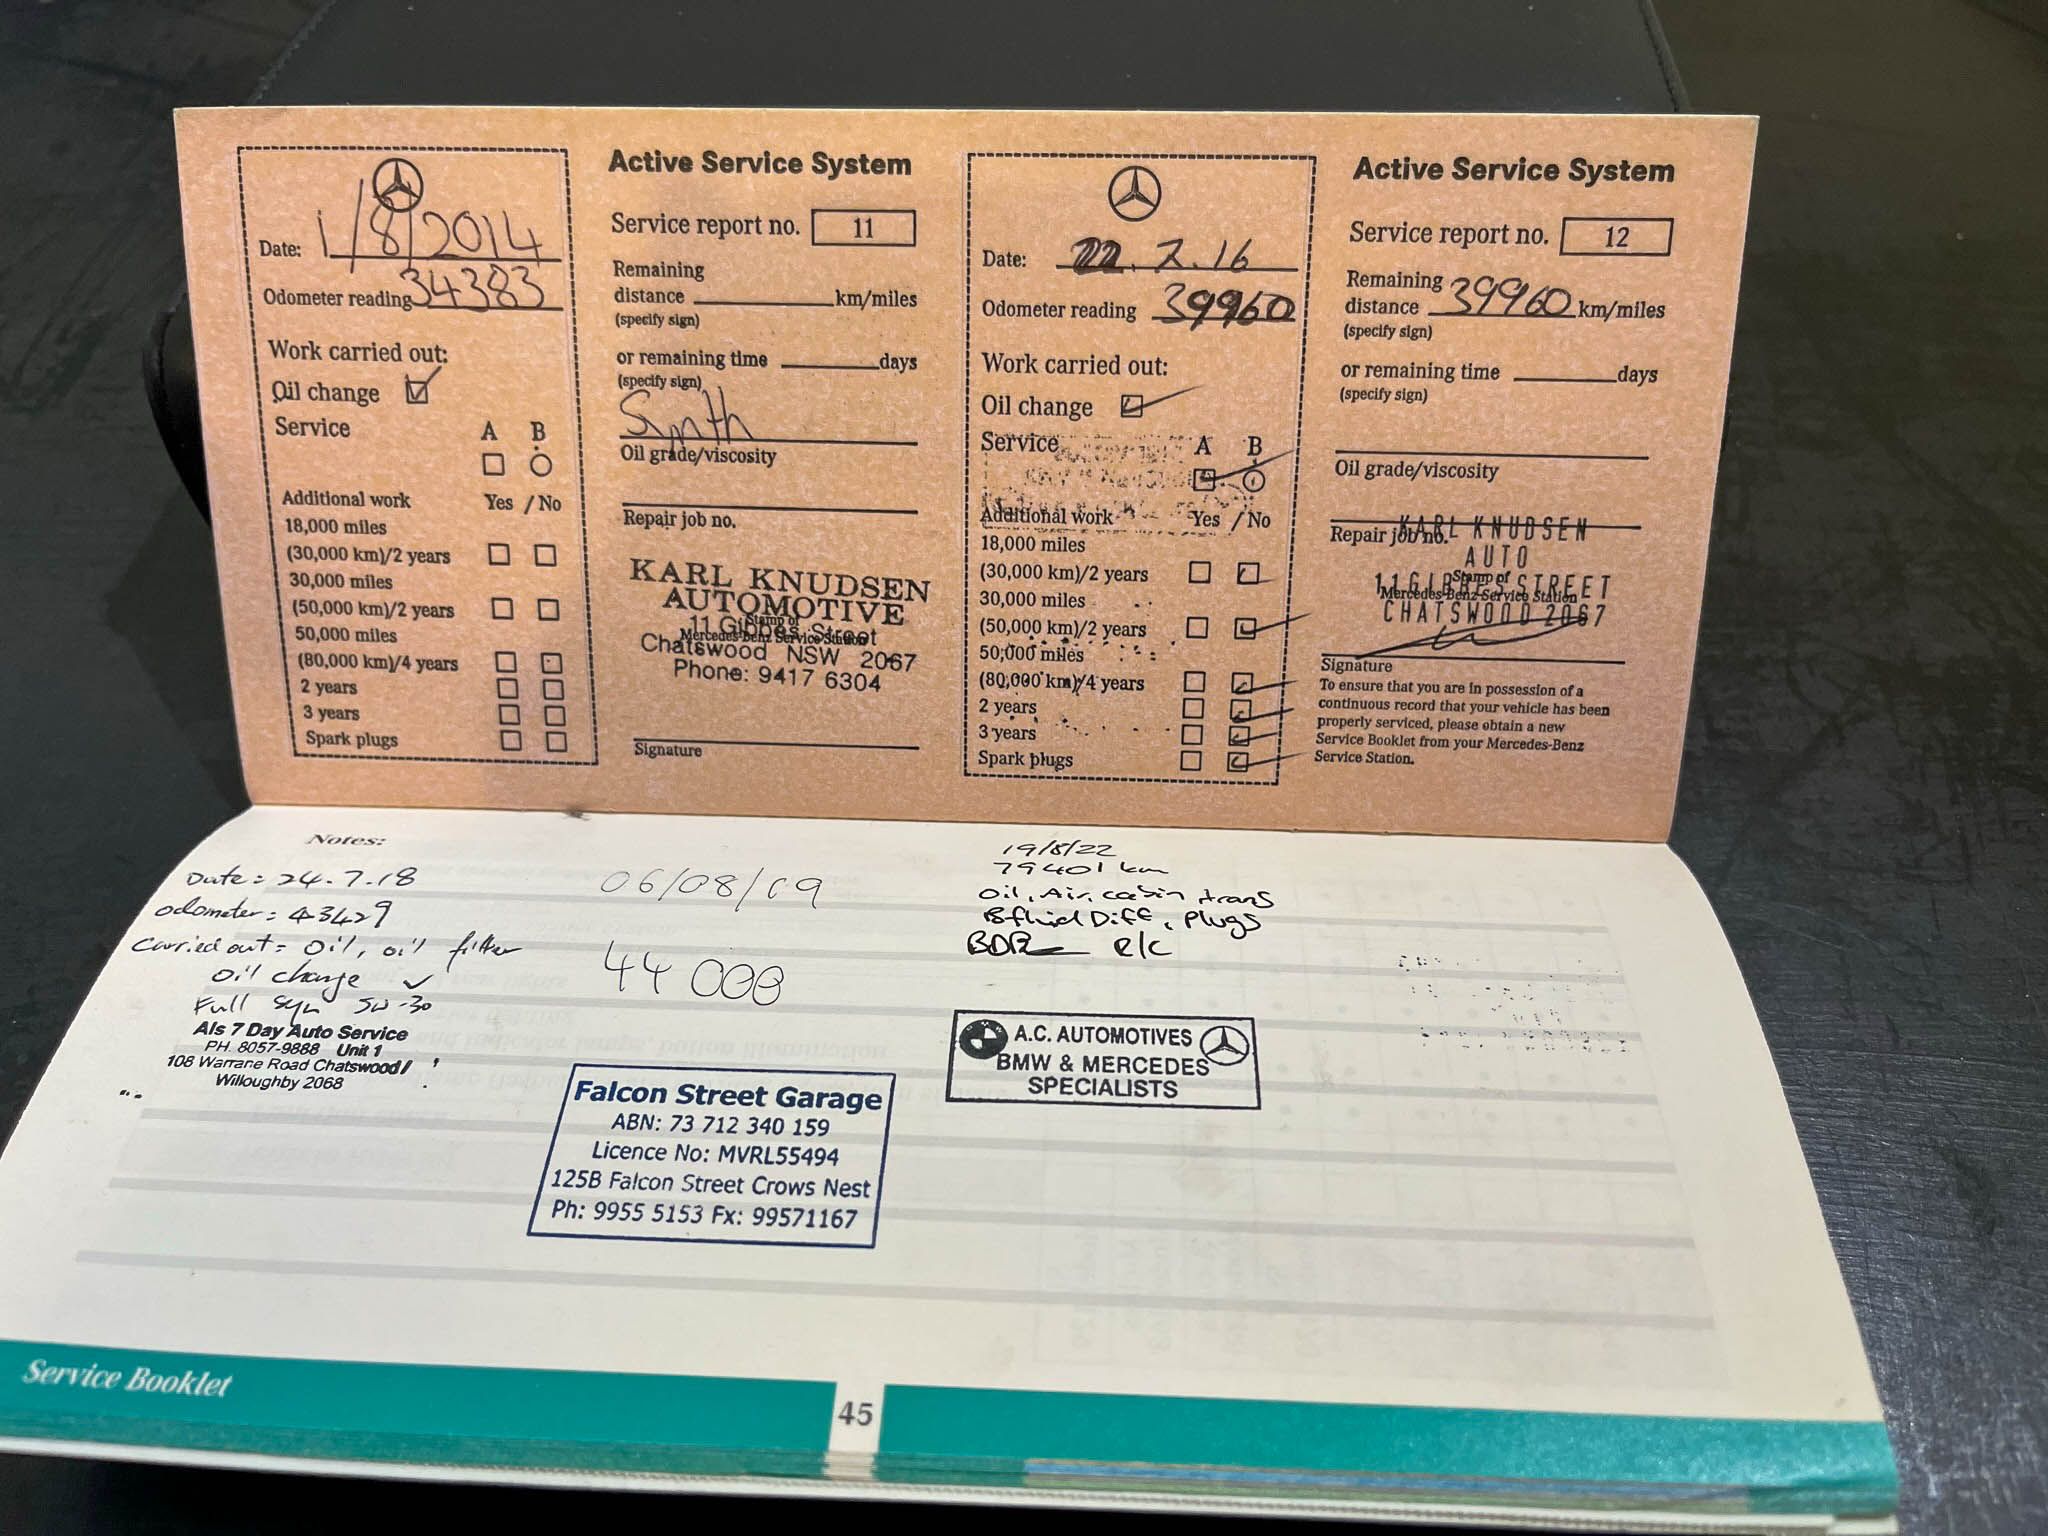 Date: 1/8/2014
Odometer reading 34383
Work carried out:
Oil change
Service A B
Additional work Yes / No
18,000 miles
(30,000 km)/2 years
30,000 miles
(50,000 km)/2 years
50,000 miles
(80,000 km)/4 years
2 years
3 years
Spark plugs
Active Service System
Service report no. 11
Remaining
distance km/miles
(specify sign)
or remaining time days
(specify sign)
Synth
Oil grade/viscosity
Repair job no.
KARL KNUDSEN
AUTOMOTIVE
11 Gibbes Street
Stamp of
Mercedes-Benz Service Station
Chatswood NSW 2067
Phone: 9417 6304
Signature
Date: 22.7.16
Odometer reading 39960
Work carried out:
Oil change
Service A B
Additional work Yes / No
18,000 miles
(30,000 km)/2 years
30,000 miles
(50,000 km)/2 years
50,000 miles
(80,000 km)/4 years
2 years
3 years
Spark plugs
Active Service System
Service report no. 12
Remaining
distance 39960 km/miles
(specify sign)
or remaining time days
(specify sign)
Oil grade/viscosity
Repair job no.
KARL KNUDSEN
AUTO
11 GIBBES STREET
Stamp of
Mercedes-Benz Service Station
CHATSWOOD 2067
Signature
To ensure that you are in possession of a
continuous record that your vehicle has been
properly serviced, please obtain a new
Service Booklet from your Mercedes-Benz
Service Station.
Notes:
Date = 24.7.18
odometer: 43429
Carried out = Oil, oil filter
oil change ✓
Full syn 5W-30
Als 7 Day Auto Service
PH. 8057-9888 Unit 1
108 Warrane Road Chatswood/
Willoughby 2068
06/08/19
44 000
Falcon Street Garage
ABN: 73 712 340 159
Licence No: MVRL55494
125B Falcon Street Crows Nest
Ph: 9955 5153 Fx: 99571167
19/8/22
79401 km
Oil, Air, cabin trans
Bfluid Diff, Plugs
R/C
A.C. AUTOMOTIVES
BMW & MERCEDES
SPECIALISTS
Service Booklet
45